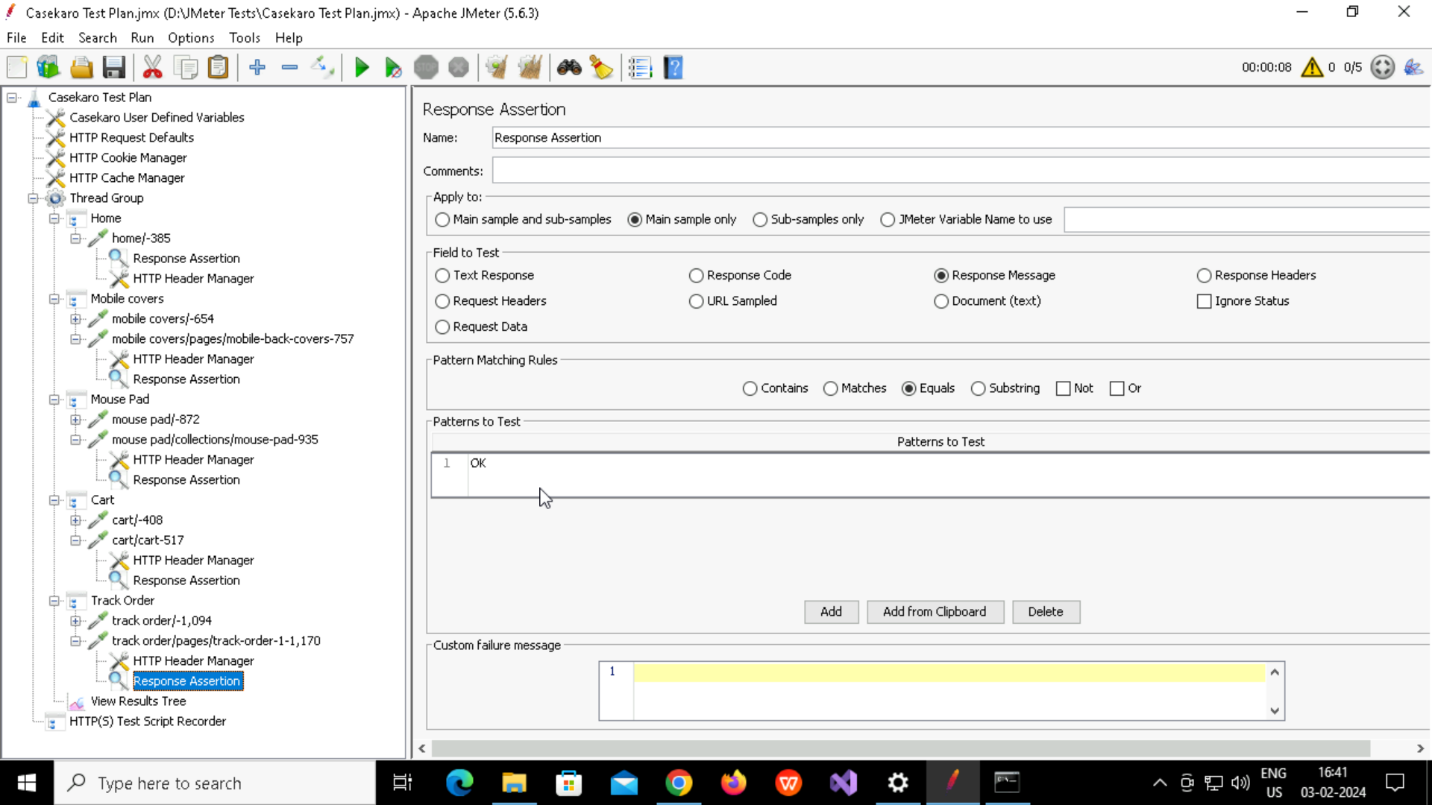 Casekaro Test Plan.jmx (D:\JMeter Tests\Casekaro Test Plan.jmx) - Apache JMeter (5.6.3)
File Edit Search Run Options Tools Help
00:00:08 0 0/5
Casekaro Test Plan
Casekaro User Defined Variables
HTTP Request Defaults
HTTP Cookie Manager
HTTP Cache Manager
Thread Group
Home
home/-385
Response Assertion
HTTP Header Manager
Mobile covers
mobile covers/-654
mobile covers/pages/mobile-back-covers-757
HTTP Header Manager
Response Assertion
Mouse Pad
mouse pad/-872
mouse pad/collections/mouse-pad-935
HTTP Header Manager
Response Assertion
Cart
cart/-408
cart/cart-517
HTTP Header Manager
Response Assertion
Track Order
track order/-1,094
track order/pages/track-order-1-1,170
HTTP Header Manager
Response Assertion
View Results Tree
HTTP(S) Test Script Recorder
Response Assertion
Name: Response Assertion
Comments:
Apply to:
Main sample and sub-samples Main sample only Sub-samples only JMeter Variable Name to use
Field to Test
Text Response Response Code Response Message Response Headers
Request Headers URL Sampled Document (text) Ignore Status
Request Data
Pattern Matching Rules
Contains Matches Equals Substring Not Or
Patterns to Test
Patterns to Test
1 OK
Add Add from Clipboard Delete
Custom failure message
1
Type here to search
ENG
US
16:41
03-02-2024